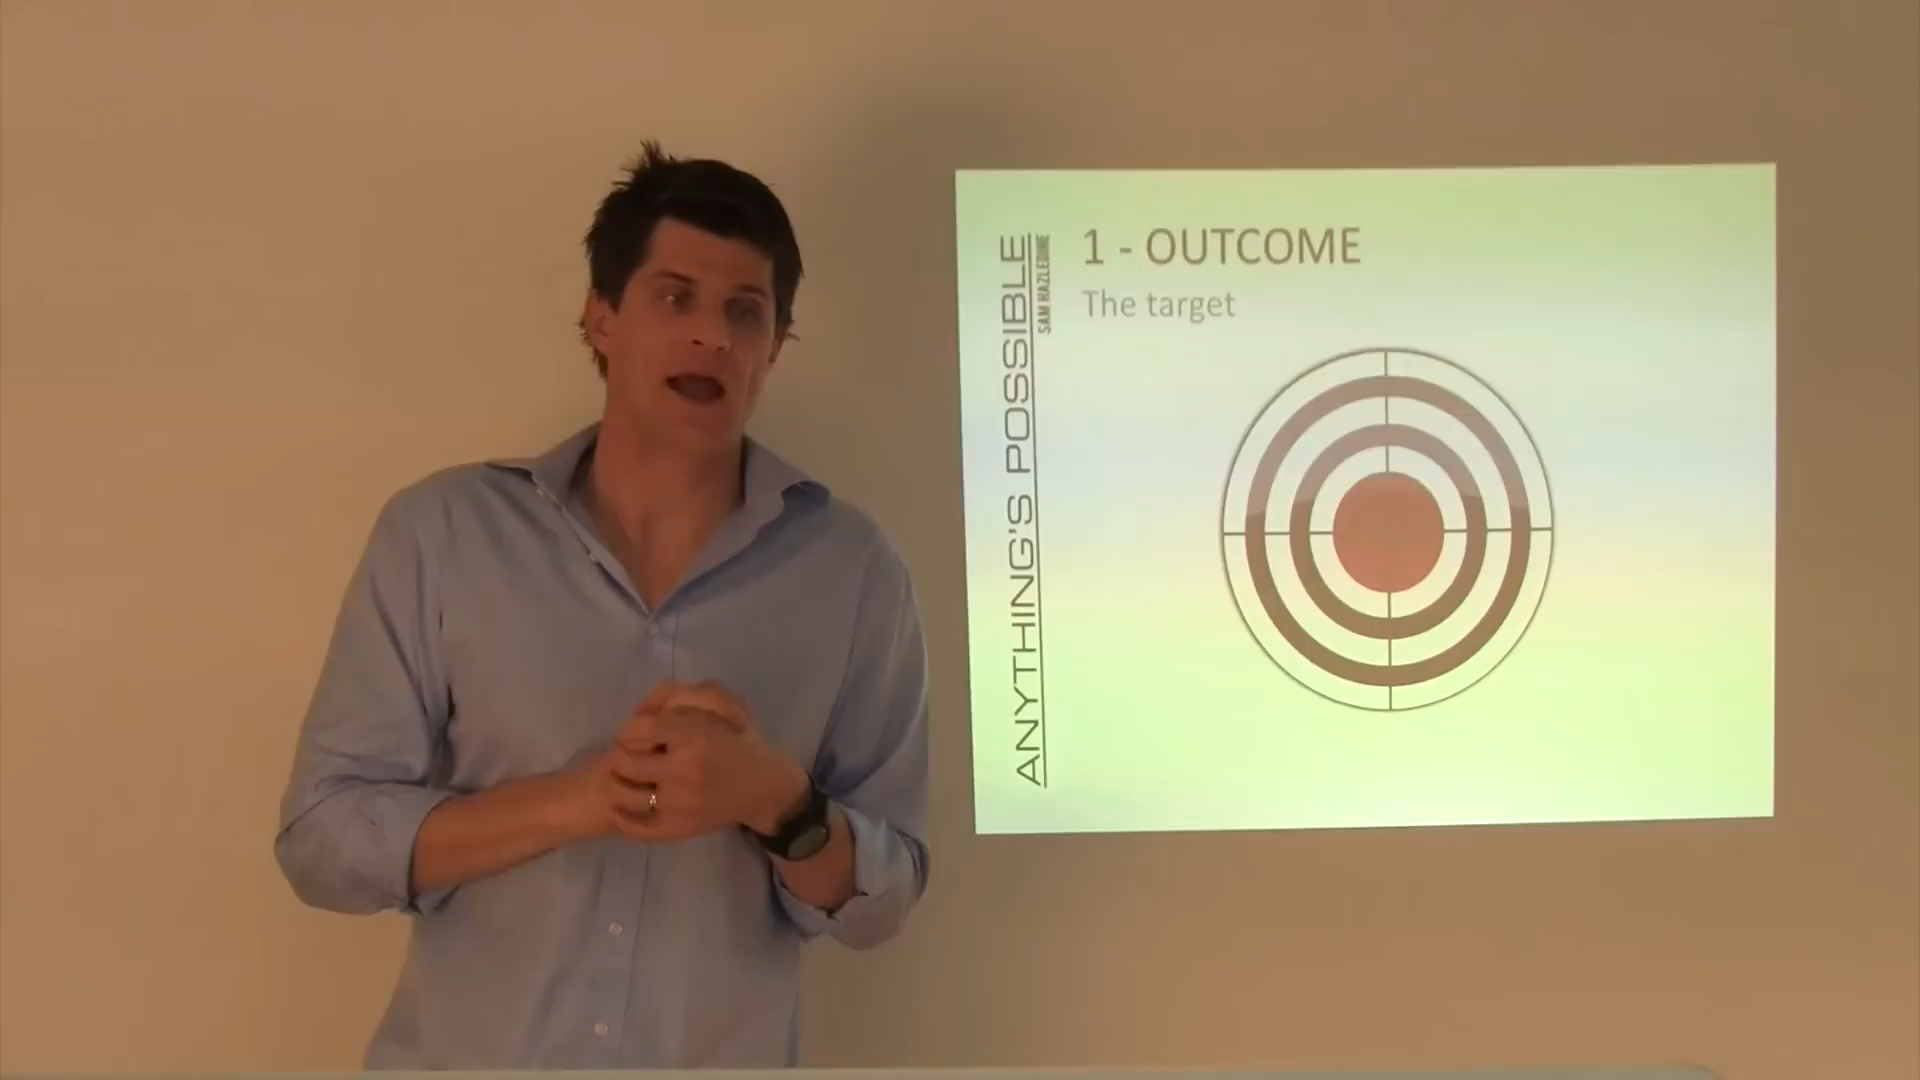 1 - OUTCOME
The target
ANYTHING'S POSSIBLE
SAM HAZLEDINE